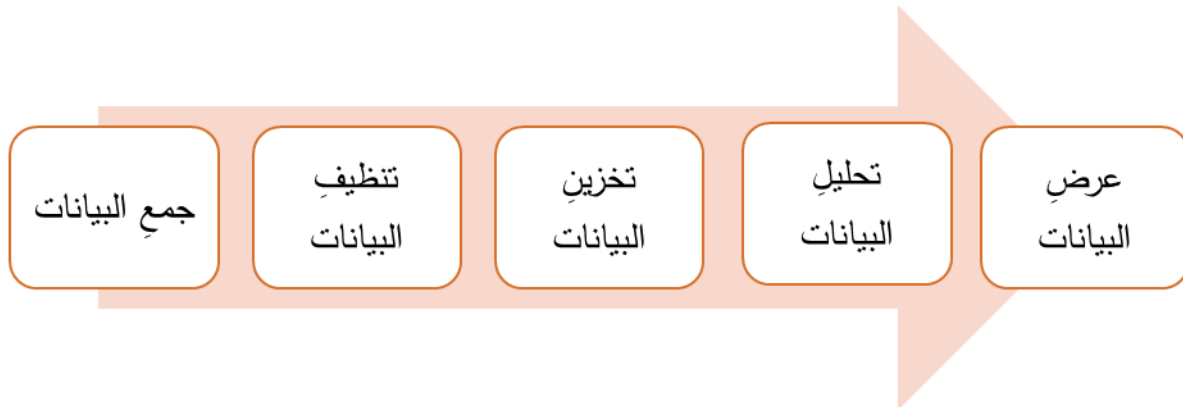 جمعِ البيانات
تنظيفِ
البيانات
تخزينِ
البيانات
تحليلِ
البيانات
عرضِ
البيانات